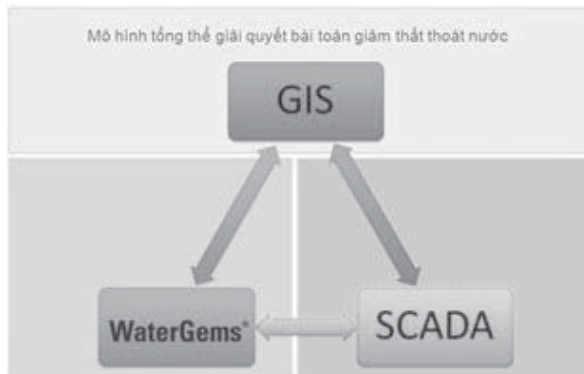 Mô hình tổng thể giải quyết bài toán giảm thất thoát nước
GIS
WaterGems®
SCADA